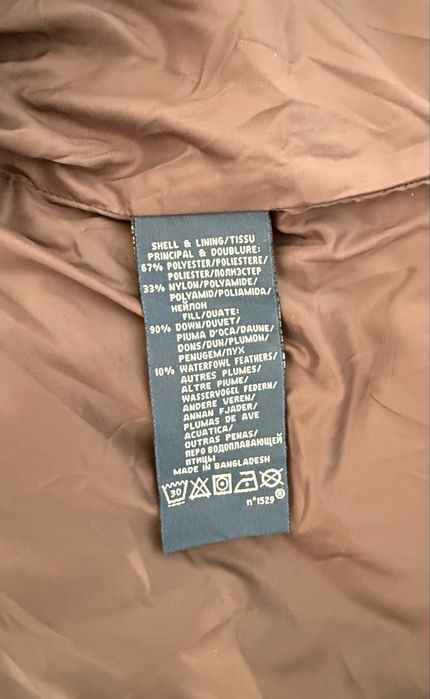 SHELL & LINING/TISSU
PRINCIPAL & DOUBLURE:
67% POLYESTER/POLIESTERE/
POLIESTER/ПОЛИЭСТЕР
33% NYLON/POLYAMIDE/
POLYAMID/POLIAMIDA/
НЕЙЛОН
FILL/OUATE:
90% DOWN/DUVET/
PIUMA D'OCA/DAUNE/
DONS/DUN/PLUMON/
PENUGEM/ПУХ
10% WATERFOWL FEATHERS/
AUTRES PLUMES/
ALTRE PIUME/
WASSERVOGEL FEDERN/
ANDERE VEREN/
ANNAN FJADER/
PLUMAS DE AVE
ACUATICA/
OUTRAS PENAS/
ПЕРО ВОДОПЛАВАЮЩЕЙ
ПТИЦЫ
MADE IN BANGLADESH
30
n°1529®